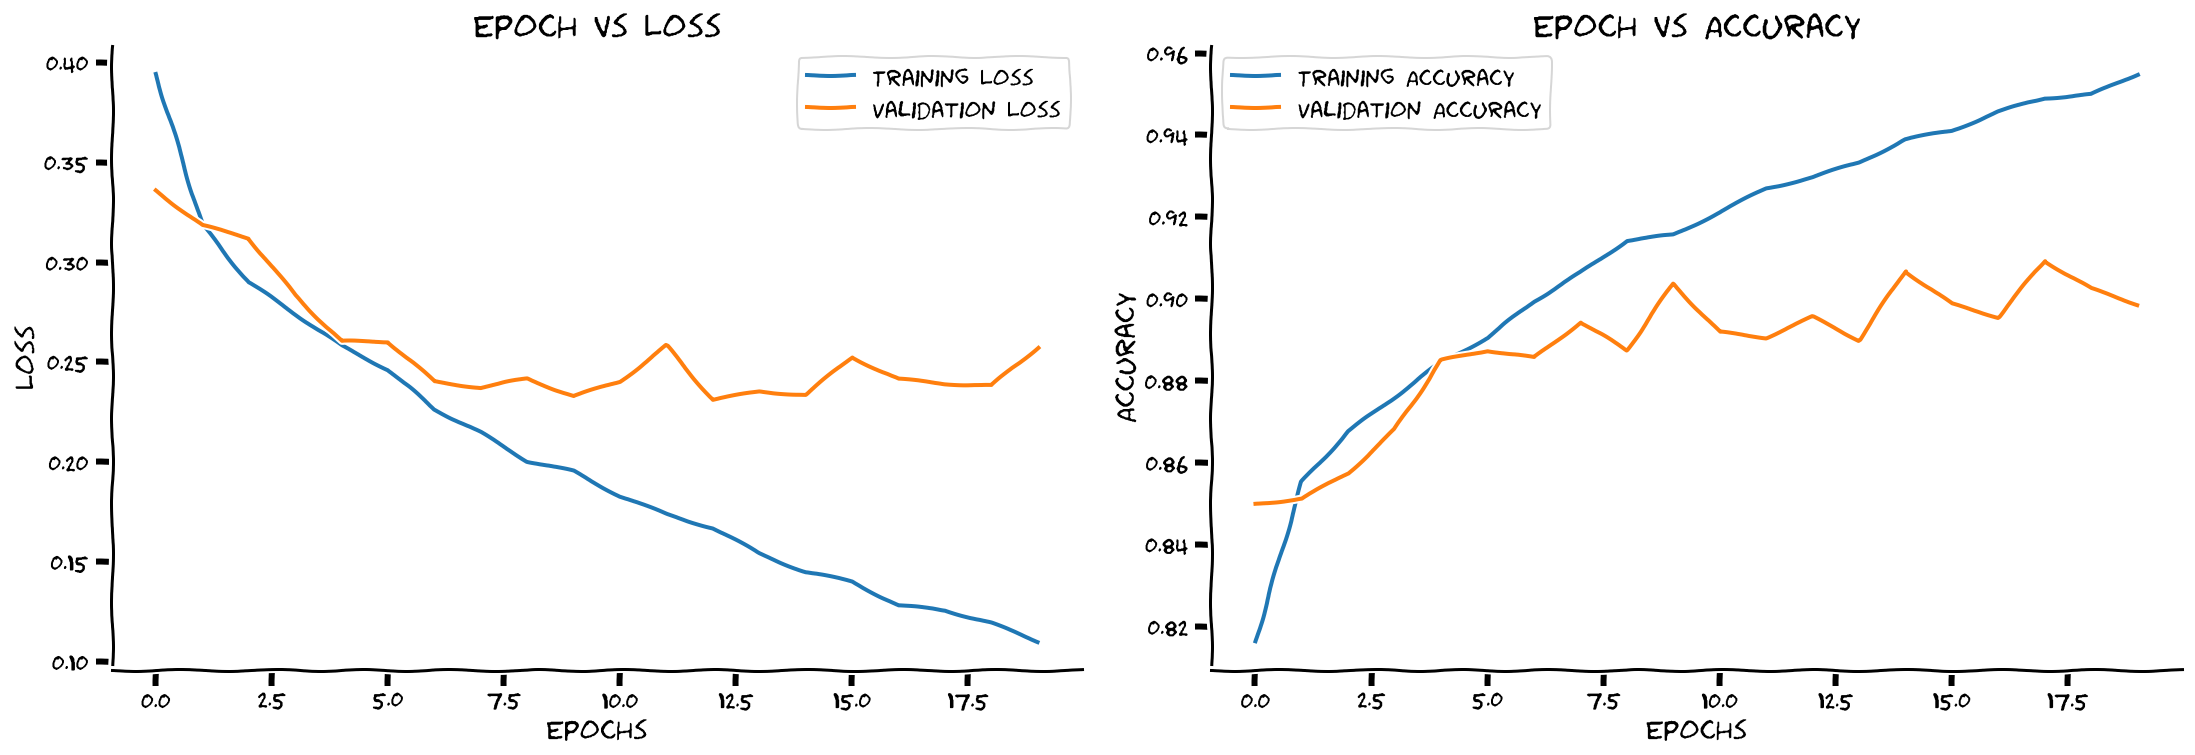 EPOCH VS LOSS
TRAINING LOSS
VALIDATION LOSS
0.40
0.35
0.30
0.25
0.20
0.15
0.10
LOSS
0.0 2.5 5.0 7.5 10.0 12.5 15.0 17.5
EPOCHS
EPOCH VS ACCURACY
TRAINING ACCURACY
VALIDATION ACCURACY
0.96
0.94
0.92
0.90
0.88
0.86
0.84
0.82
ACCURACY
0.0 2.5 5.0 7.5 10.0 12.5 15.0 17.5
EPOCHS